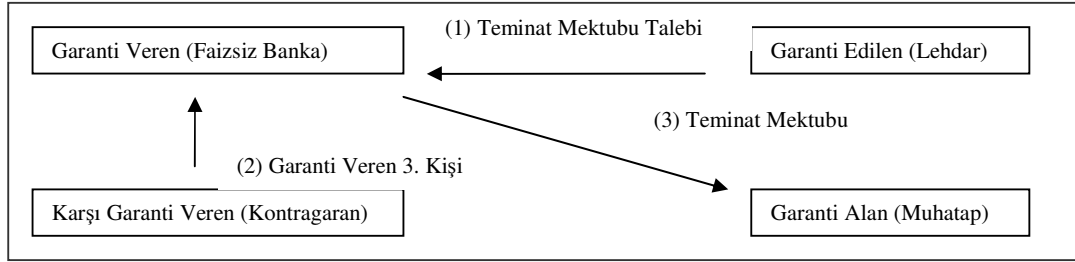 (1) Teminat Mektubu Talebi
Garanti Veren (Faizsiz Banka)
Garanti Edilen (Lehdar)
(3) Teminat Mektubu
(2) Garanti Veren 3. Kişi
Karşı Garanti Veren (Kontragaran)
Garanti Alan (Muhatap)